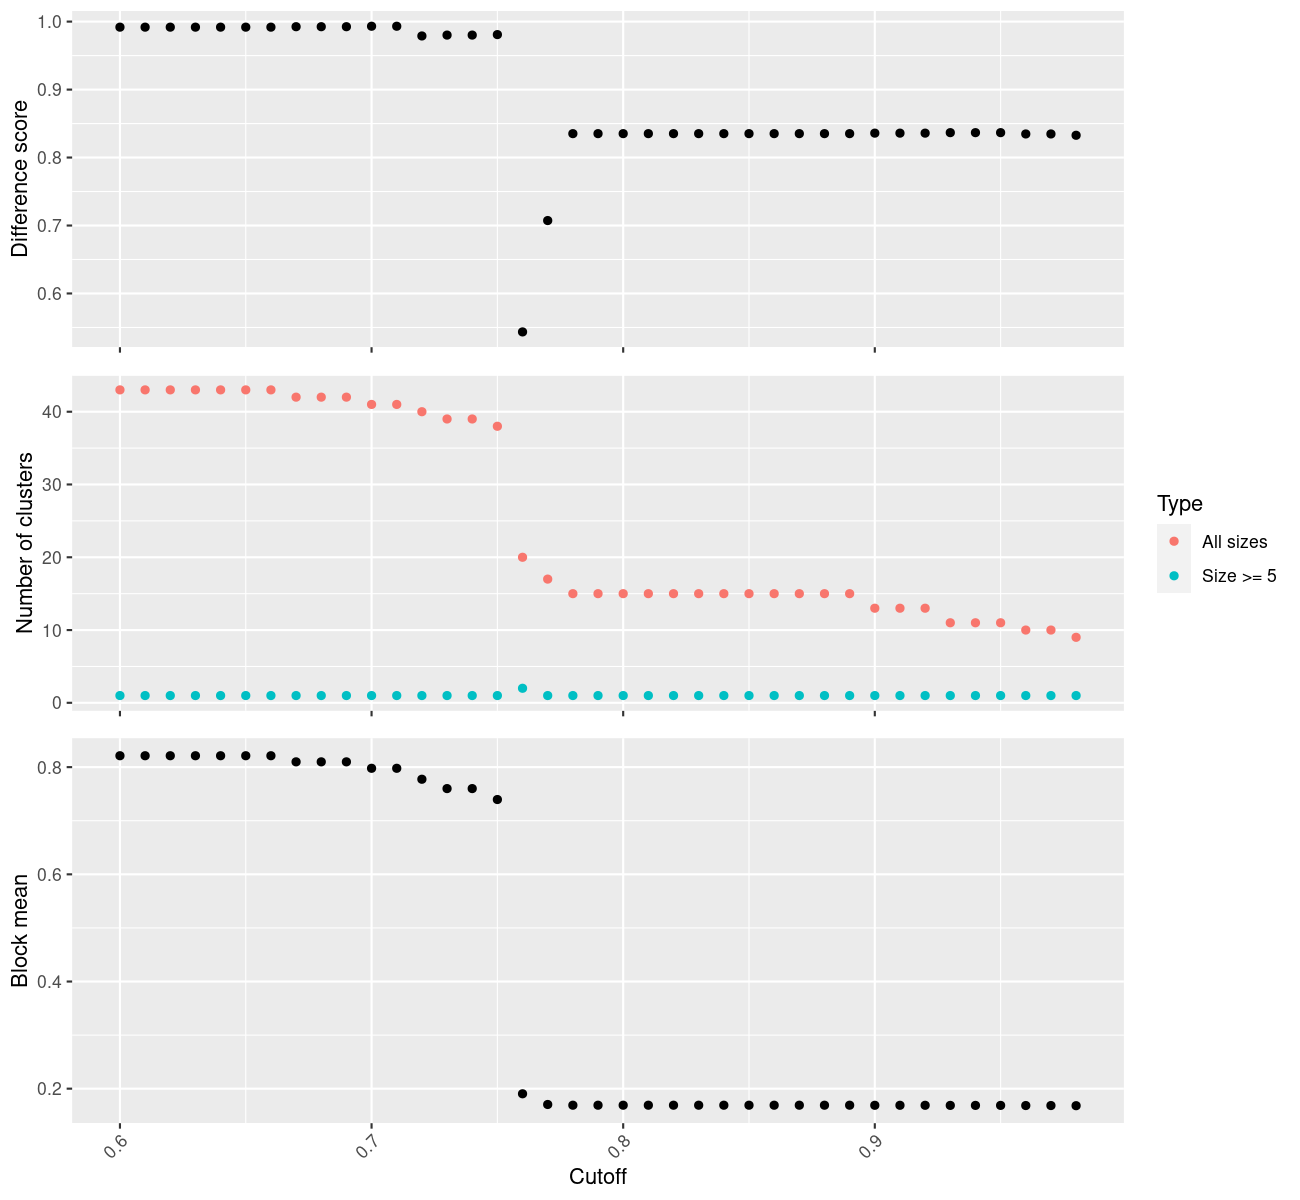 Difference score
1.0
0.9
0.8
0.7
0.6
Number of clusters
40
30
20
10
0
Type
All sizes
Size >= 5
Block mean
0.8
0.6
0.4
0.2
0.6 0.7 0.8 0.9
Cutoff